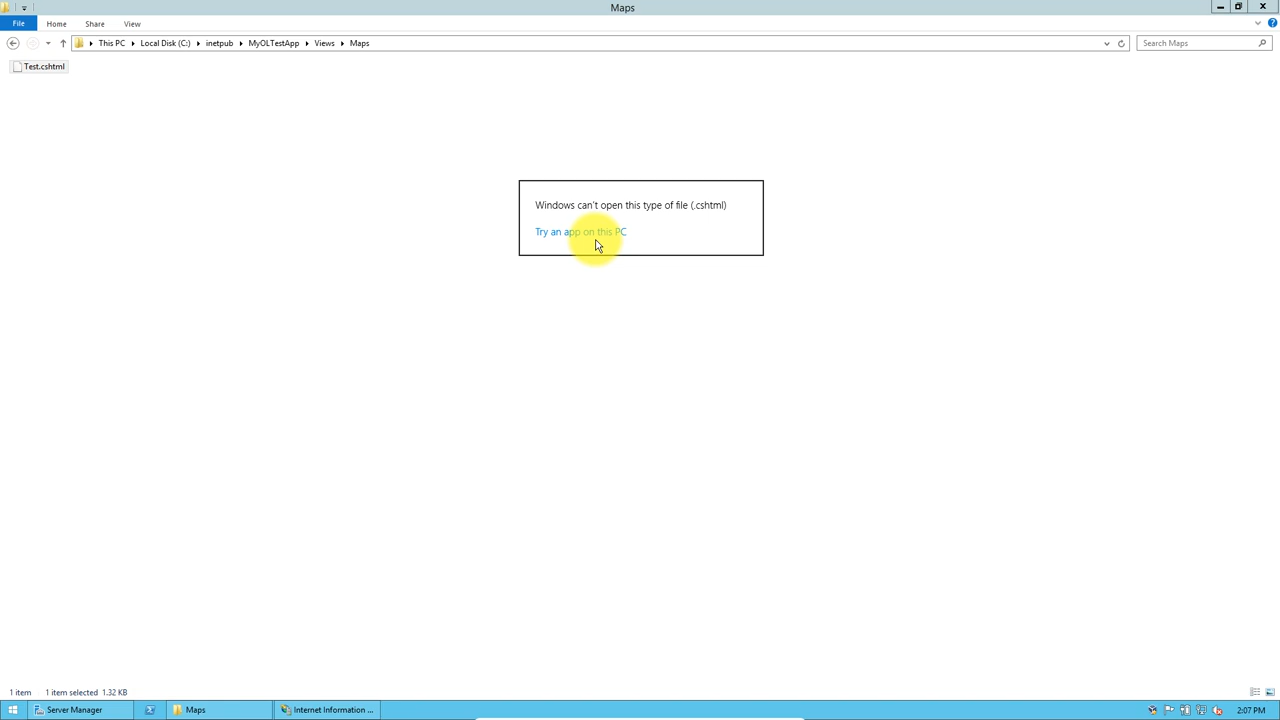 Maps
File Home Share View
This PC Local Disk (C:) inetpub MyOLTestApp Views Maps Search Maps
Test.cshtml
Windows can't open this type of file (.cshtml)
Try an app on this PC
1 item 1 item selected 1.32 KB
Server Manager Maps Internet Information ... 2:07 PM